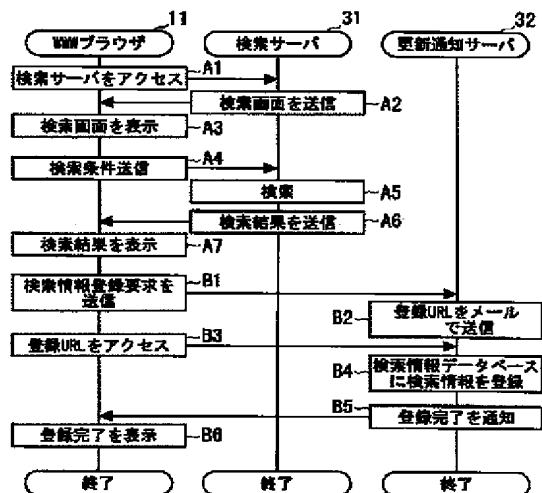 11
31
32
WWWブラウザ
検索サーバ
更新通知サーバ
検索サーバをアクセス
A1
検索画面を送信
A2
検索画面を表示
A3
検索条件送信
A4
検索
A5
検索結果を送信
A6
検索結果を表示
A7
検索情報登録要求を
送信
B1
B2
登録URLをメール
で送信
登録URLをアクセス
B3
B4
検索情報データベース
に検索情報を登録
B5
登録完了を通知
登録完了を表示
B6
終了
終了
終了